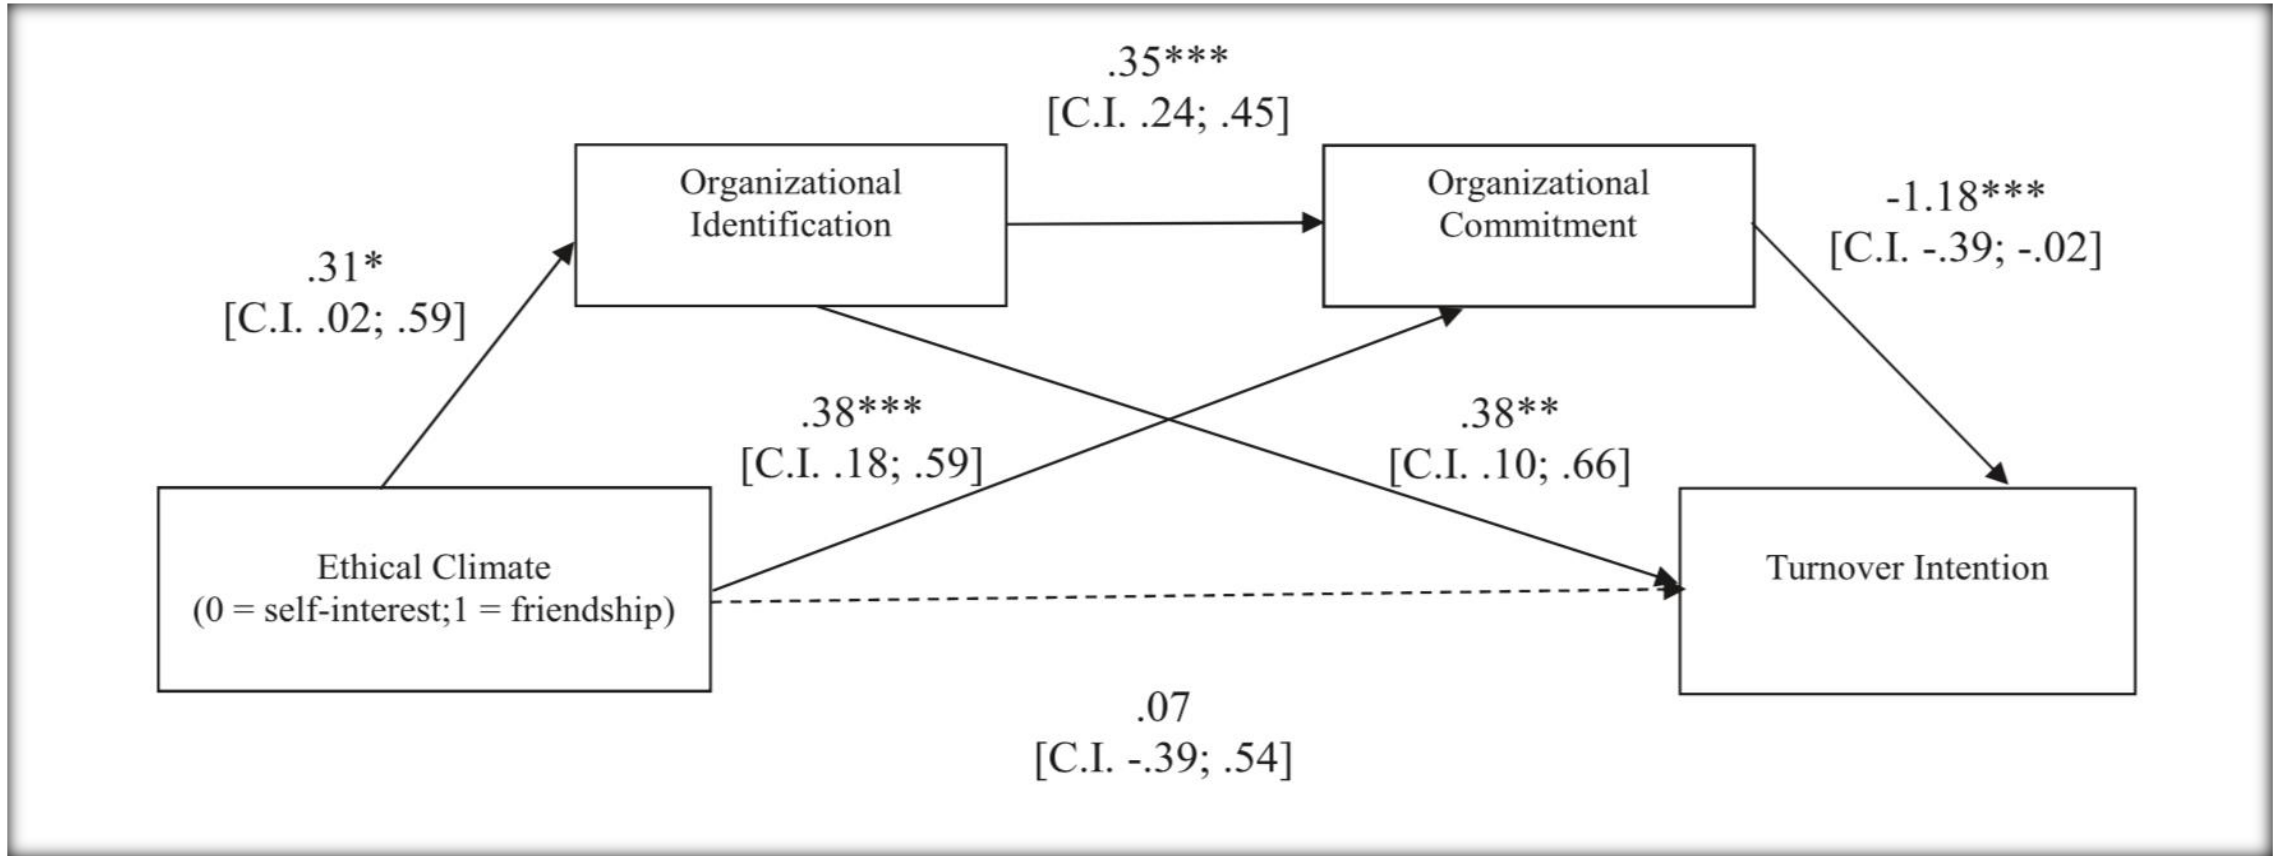 .35***
[C.I. .24; .45]
Organizational
Identification
Organizational
Commitment
-1.18***
[C.I. -.39; -.02]
.31*
[C.I. .02; .59]
.38***
[C.I. .18; .59]
.38**
[C.I. .10; .66]
Ethical Climate
(0 = self-interest;1 = friendship)
Turnover Intention
.07
[C.I. -.39; .54]